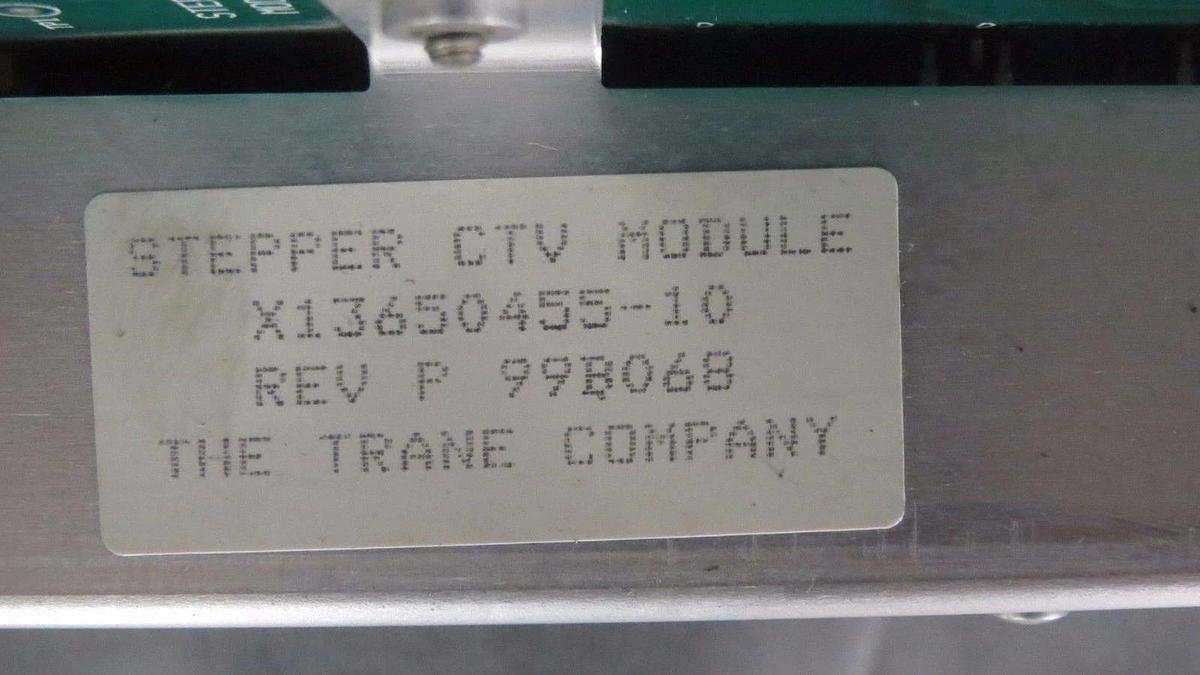 STEPPER CTV MODULE
X13650455-10
REV F 99B068
THE TRANE COMPANY